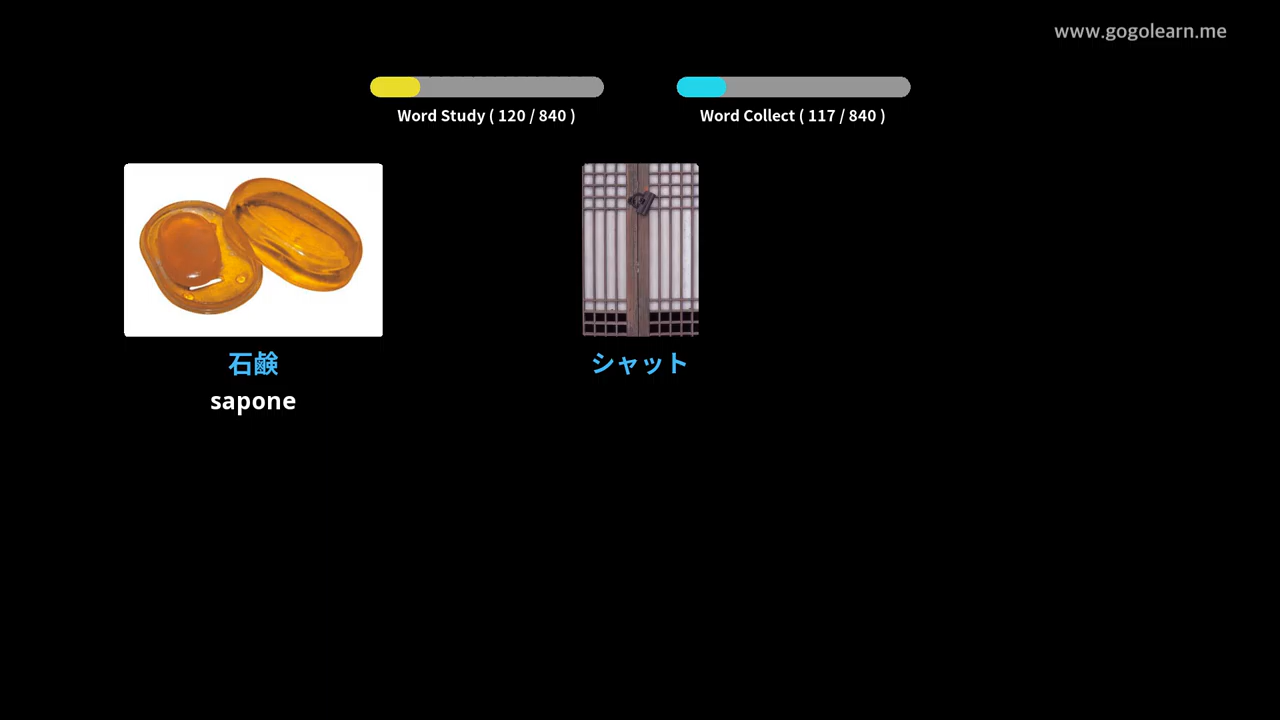 www.gogolearn.me
Word Study ( 120 / 840 )
Word Collect ( 117 / 840 )
石鹸
sapone
シャット